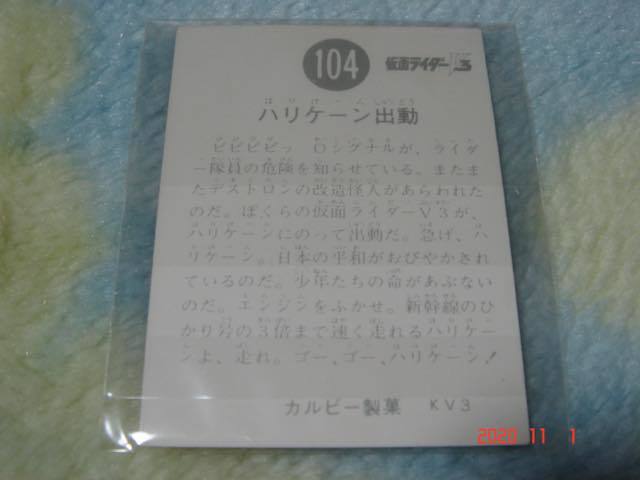 104
仮面ライダーV3
ハリケーン出動
ピピピピッ Oシグナルが、ライダ
ー隊員の危険を知らせている。またま
たデストロンの改造怪人があらわれた
のだ。ぼくらの仮面ライダーV3が、
ハリケーンにのって出動だ。急げ、ハ
リケーン。日本の平和がおびやかされ
ているのだ。少年たちの命があぶない
のだ。エンジンをふかせ。新幹線のひ
かり号の3倍まで速く走れるハリケー
ンよ、走れ。ゴー、ゴー、ハリケーン!
カルビー製菓 KV3
2020 11 1